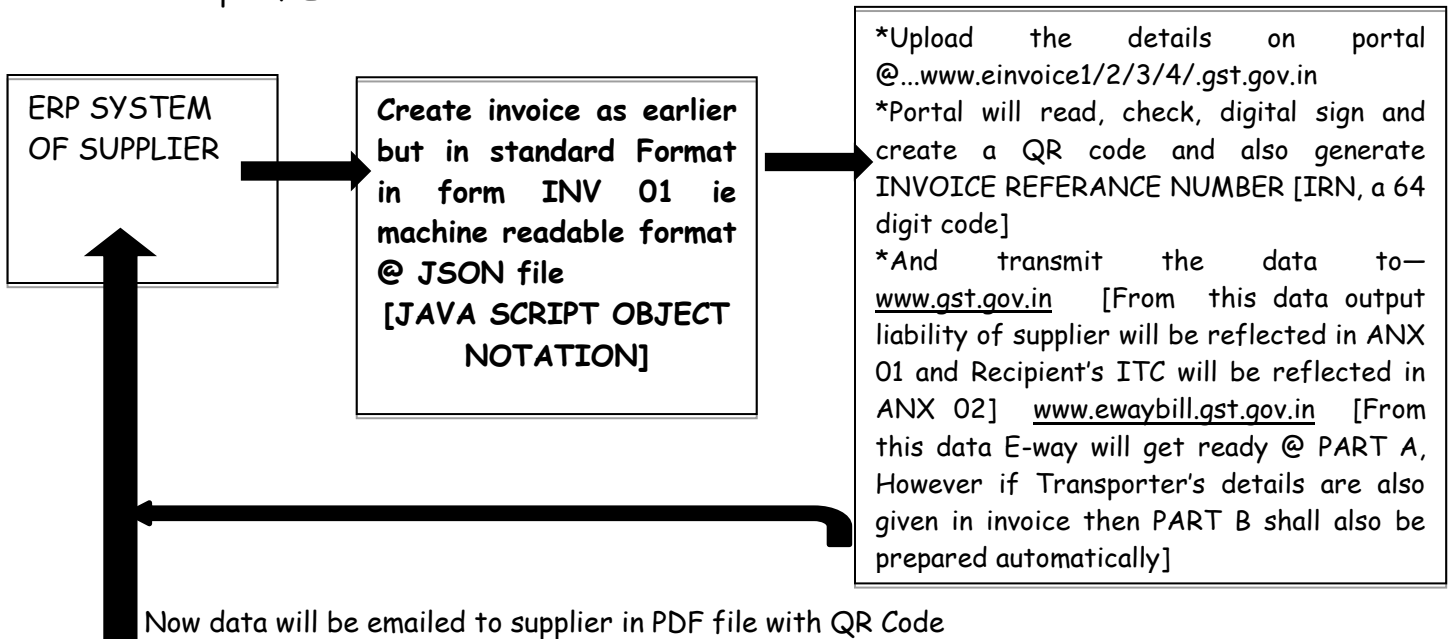 ERP SYSTEM
OF SUPPLIER
Create invoice as earlier
but in standard Format
in form INV 01 ie
machine readable format
@ JSON file
[JAVA SCRIPT OBJECT
NOTATION]
*Upload the details on portal
@...www.einvoice1/2/3/4/.gst.gov.in
*Portal will read, check, digital sign and
create a QR code and also generate
INVOICE REFERANCE NUMBER [IRN, a 64
digit code]
*And transmit the data to—
www.gst.gov.in [From this data output
liability of supplier will be reflected in ANX
01 and Recipient's ITC will be reflected in
ANX 02] www.ewaybill.gst.gov.in [From
this data E-way will get ready @ PART A,
However if Transporter's details are also
given in invoice then PART B shall also be
prepared automatically]
Now data will be emailed to supplier in PDF file with QR Code